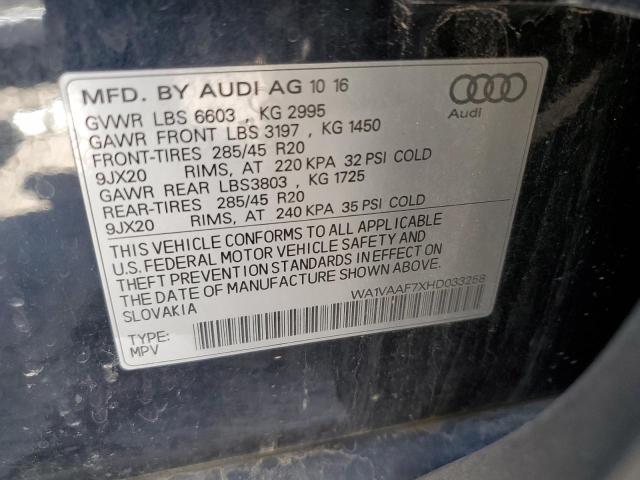 MFD. BY AUDI AG 10 16
GVWR LBS 6603 , KG 2995
GAWR FRONT LBS 3197 , KG 1450
FRONT-TIRES 285/45 R20
9JX20 RIMS, AT 220 KPA 32 PSI COLD
GAWR REAR LBS3803 , KG 1725
REAR-TIRES 285/45 R20
9JX20 RIMS, AT 240 KPA 35 PSI COLD
THIS VEHICLE CONFORMS TO ALL APPLICABLE
U.S. FEDERAL MOTOR VEHICLE SAFETY AND
THEFT PREVENTION STANDARDS IN EFFECT ON
THE DATE OF MANUFACTURE SHOWN ABOVE.
SLOVAKIA
WA1VAAF7XHD033258
TYPE:
MPV
Audi